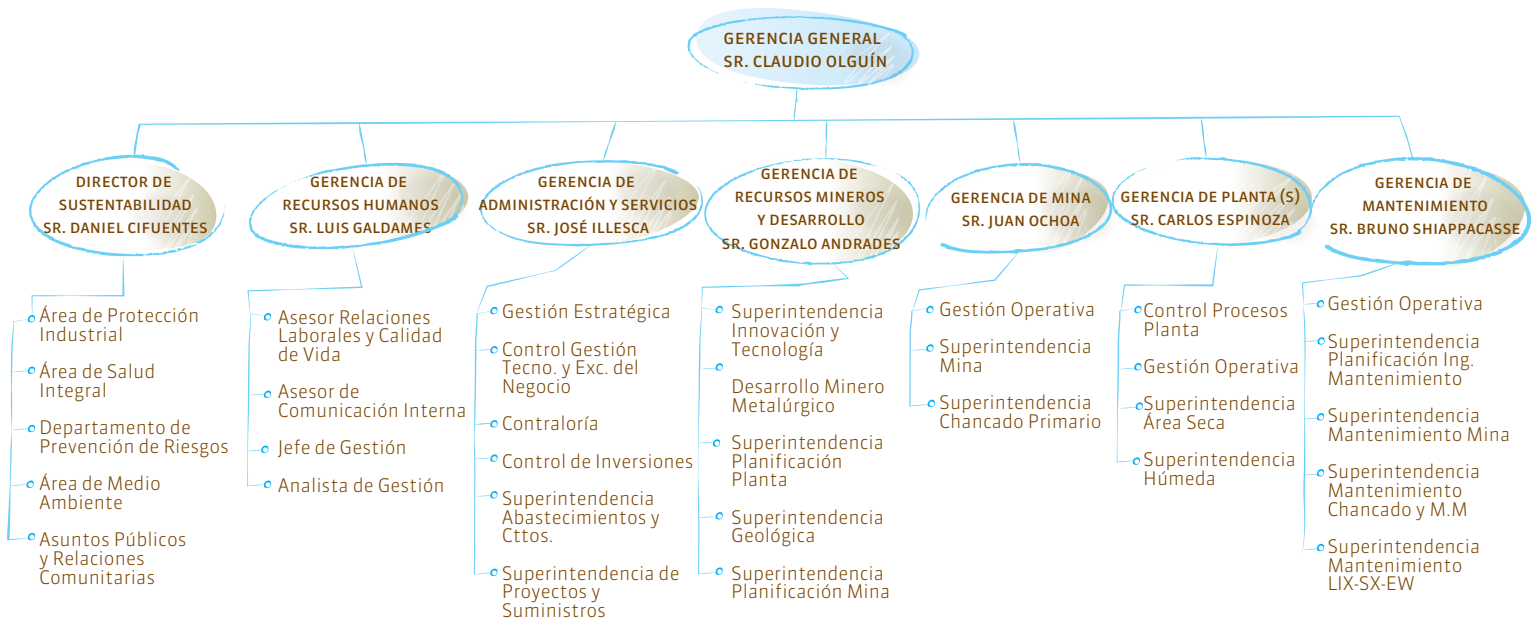 GERENCIA GENERAL
SR. CLAUDIO OLGUÍN
DIRECTOR DE
SUSTENTABILIDAD
SR. DANIEL CIFUENTES
Área de Protección
Industrial
Área de Salud
Integral
Departamento de
Prevención de Riesgos
Área de Medio
Ambiente
Asuntos Públicos
y Relaciones
Comunitarias
GERENCIA DE
RECURSOS HUMANOS
SR. LUIS GALDAMES
Asesor Relaciones
Laborales y Calidad
de Vida
Asesor de
Comunicación Interna
Jefe de Gestión
Analista de Gestión
GERENCIA DE
ADMINISTRACIÓN Y SERVICIOS
SR. JOSÉ ILLESCA
Gestión Estratégica
Control Gestión
Tecno. y Exc. del
Negocio
Contraloría
Control de Inversiones
Superintendencia
Abastecimientos y
Cttos.
Superintendencia de
Proyectos y
Suministros
GERENCIA DE
RECURSOS MINEROS
Y DESARROLLO
SR. GONZALO ANDRADES
Superintendencia
Innovación y
Tecnología
Desarrollo Minero
Metalúrgico
Superintendencia
Planificación
Planta
Superintendencia
Geológica
Superintendencia
Planificación Mina
GERENCIA DE MINA
SR. JUAN OCHOA
Gestión Operativa
Superintendencia
Mina
Superintendencia
Chancado Primario
GERENCIA DE PLANTA (S)
SR. CARLOS ESPINOZA
Control Procesos
Planta
Gestión Operativa
Superintendencia
Área Seca
Superintendencia
Húmeda
GERENCIA DE
MANTENIMIENTO
SR. BRUNO SHIAPPACASSE
Gestión Operativa
Superintendencia
Planificación Ing.
Mantenimiento
Superintendencia
Mantenimiento Mina
Superintendencia
Mantenimiento
Chancado y M.M
Superintendencia
Mantenimiento
LIX-SX-EW